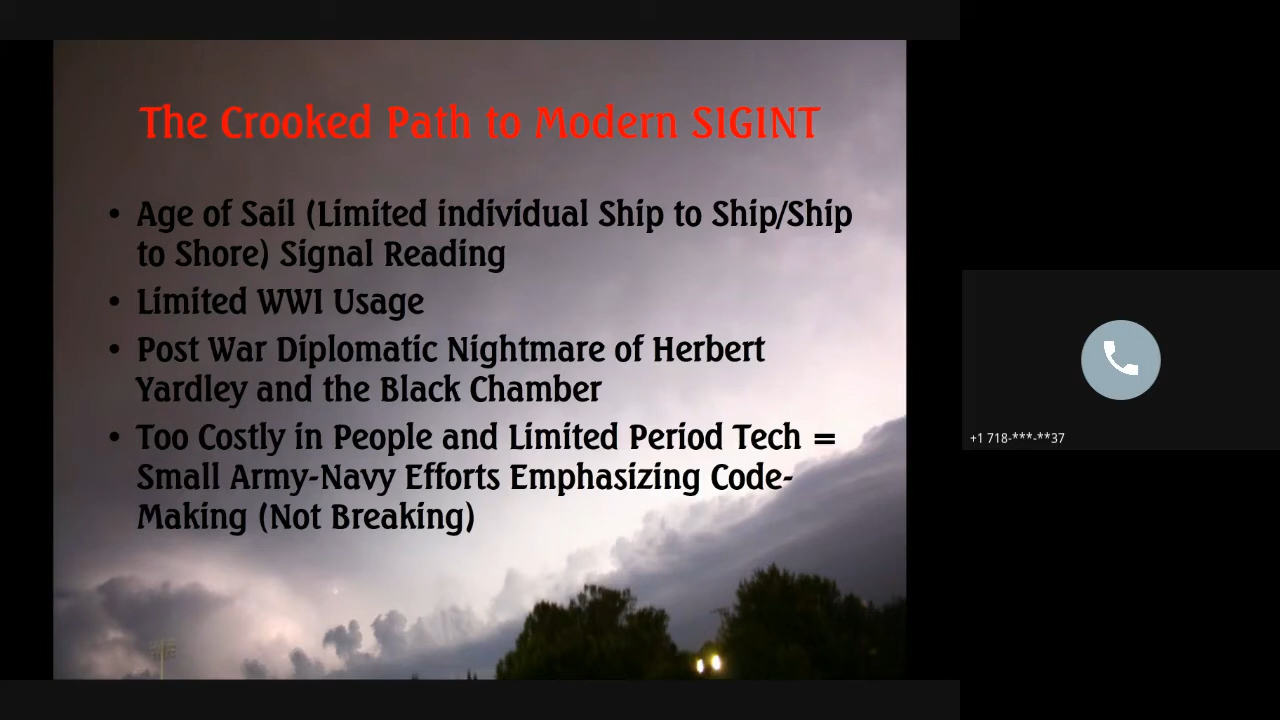 The Crooked Path to Modern SIGINT
• Age of Sail (Limited individual Ship to Ship/Ship
to Shore) Signal Reading
• Limited WWI Usage
• Post War Diplomatic Nightmare of Herbert
Yardley and the Black Chamber
• Too Costly in People and Limited Period Tech =
Small Army-Navy Efforts Emphasizing Code-
Making (Not Breaking)
+1 718-***-**37